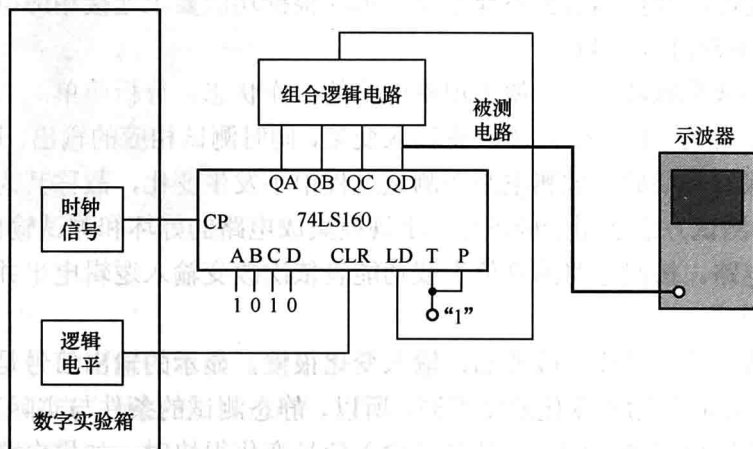 组合逻辑电路
被测
电路
示波器
QA QB QC QD
时钟
信号
CP
74LS160
A B C D CLR LD T P
1 0 1 0
“1”
逻辑
电平
数字实验箱